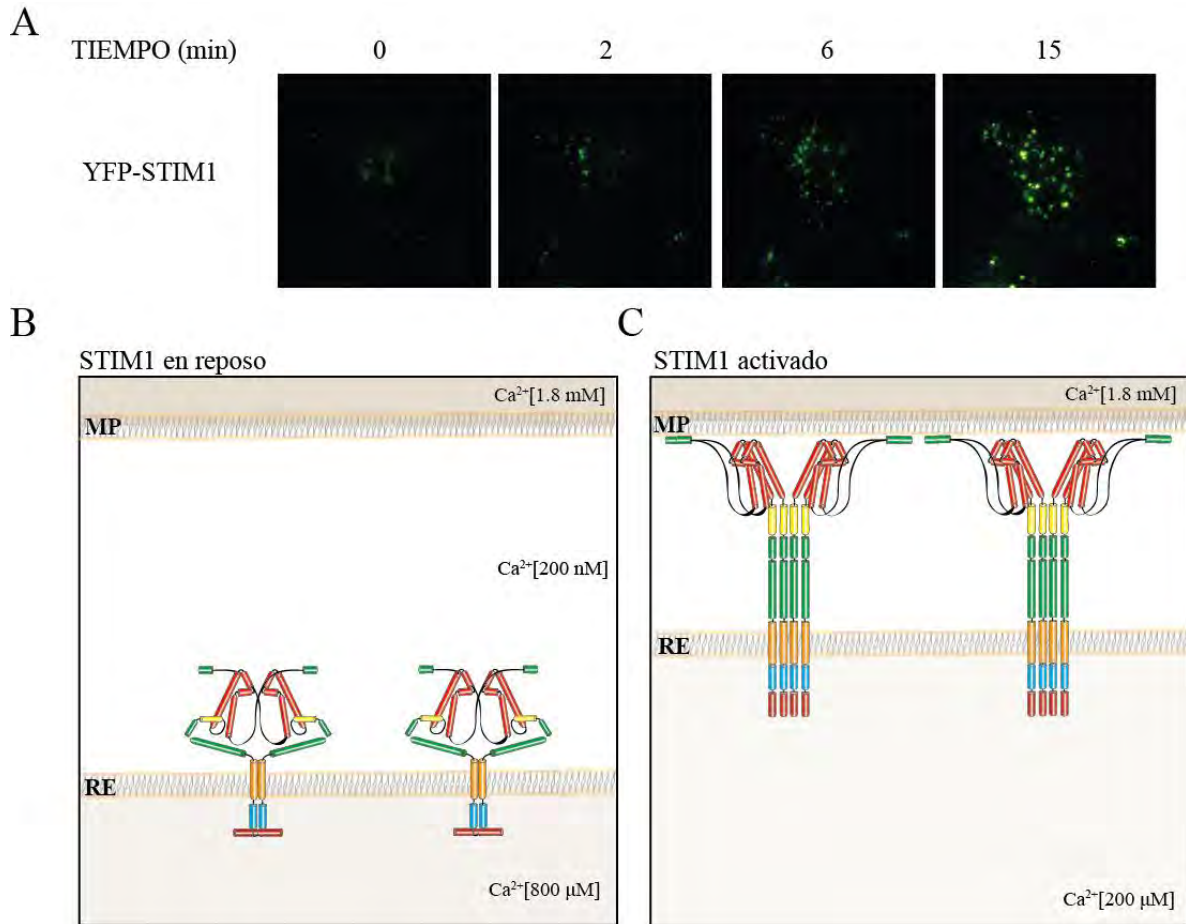 A
TIEMPO (min) 0 2 6 15
YFP-STIM1
B
STIM1 en reposo
Ca²⁺[1.8 mM]
MP
Ca²⁺[200 nM]
RE
Ca²⁺[800 µM]
C
STIM1 activado
Ca²⁺[1.8 mM]
MP
RE
Ca²⁺[200 µM]